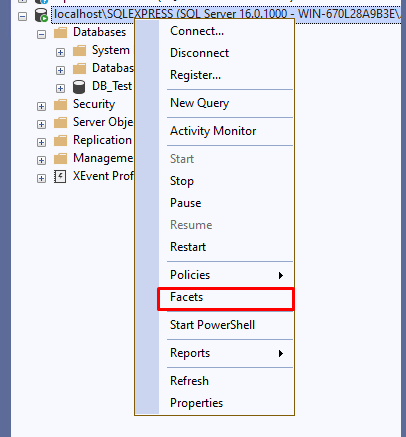 localhost\SQLEXPRESS (SQL Server 16.0.1000 - WIN-670L28A9B3E\
Databases
System
Databas
DB_Test
Security
Server Obje
Replication
Manageme
XEvent Prof
Connect...
Disconnect
Register...
New Query
Activity Monitor
Start
Stop
Pause
Resume
Restart
Policies
Facets
Start PowerShell
Reports
Refresh
Properties